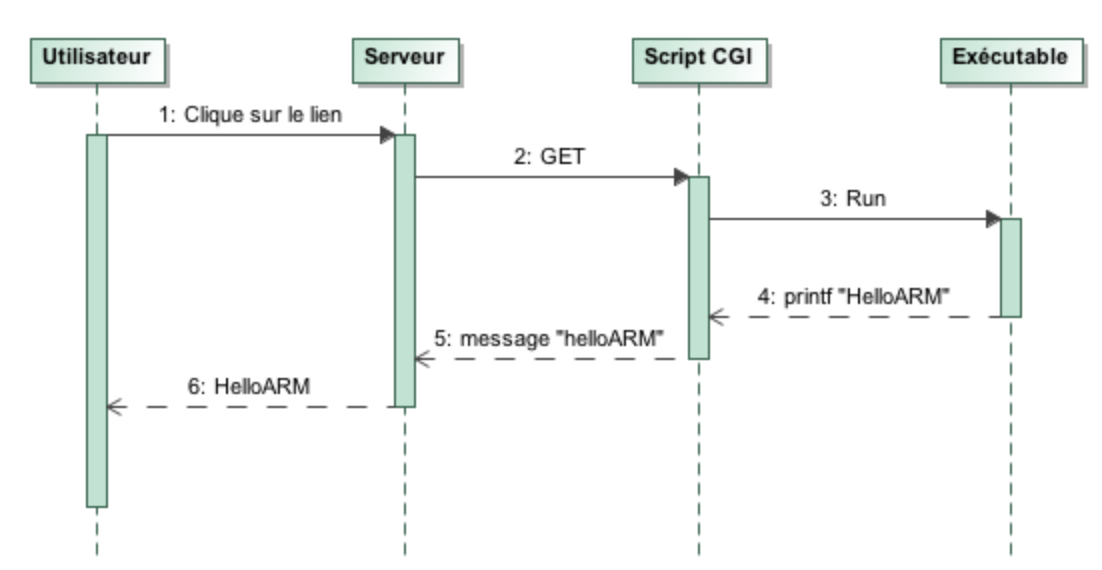 Utilisateur
Serveur
Script CGI
Exécutable
1: Clique sur le lien
2: GET
3: Run
4: printf "HelloARM"
5: message "helloARM"
6: HelloARM